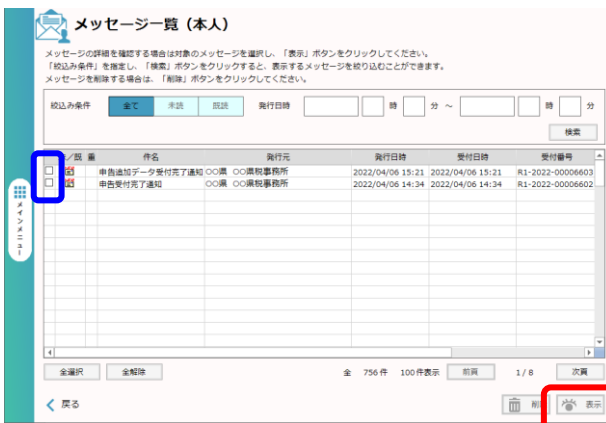 メッセージ一覧（本人）
メッセージの詳細を確認する場合は対象のメッセージを選択し、「表示」ボタンをクリックしてください。
「絞込み条件」を指定し、「検索」ボタンをクリックすると、表示するメッセージを絞り込むことができます。
メッセージを削除する場合は、「削除」ボタンをクリックしてください。
絞込み条件 全て 未読 既読 発行日時 時 分 ～ 時 分
検索
／既 重 件名 発行元 発行日時 受付日時 受付番号
申告追加データ受付完了通知 〇〇県 〇〇県税事務所 2022/04/06 15:21 2022/04/06 15:21 R1-2022-00006603
申告受付完了通知 〇〇県 〇〇県税事務所 2022/04/06 14:34 2022/04/06 14:34 R1-2022-00006602
メインメニュー
全選択 全解除 全 756 件 100 件表示 前頁 1 / 8 次頁
戻る 削 表示